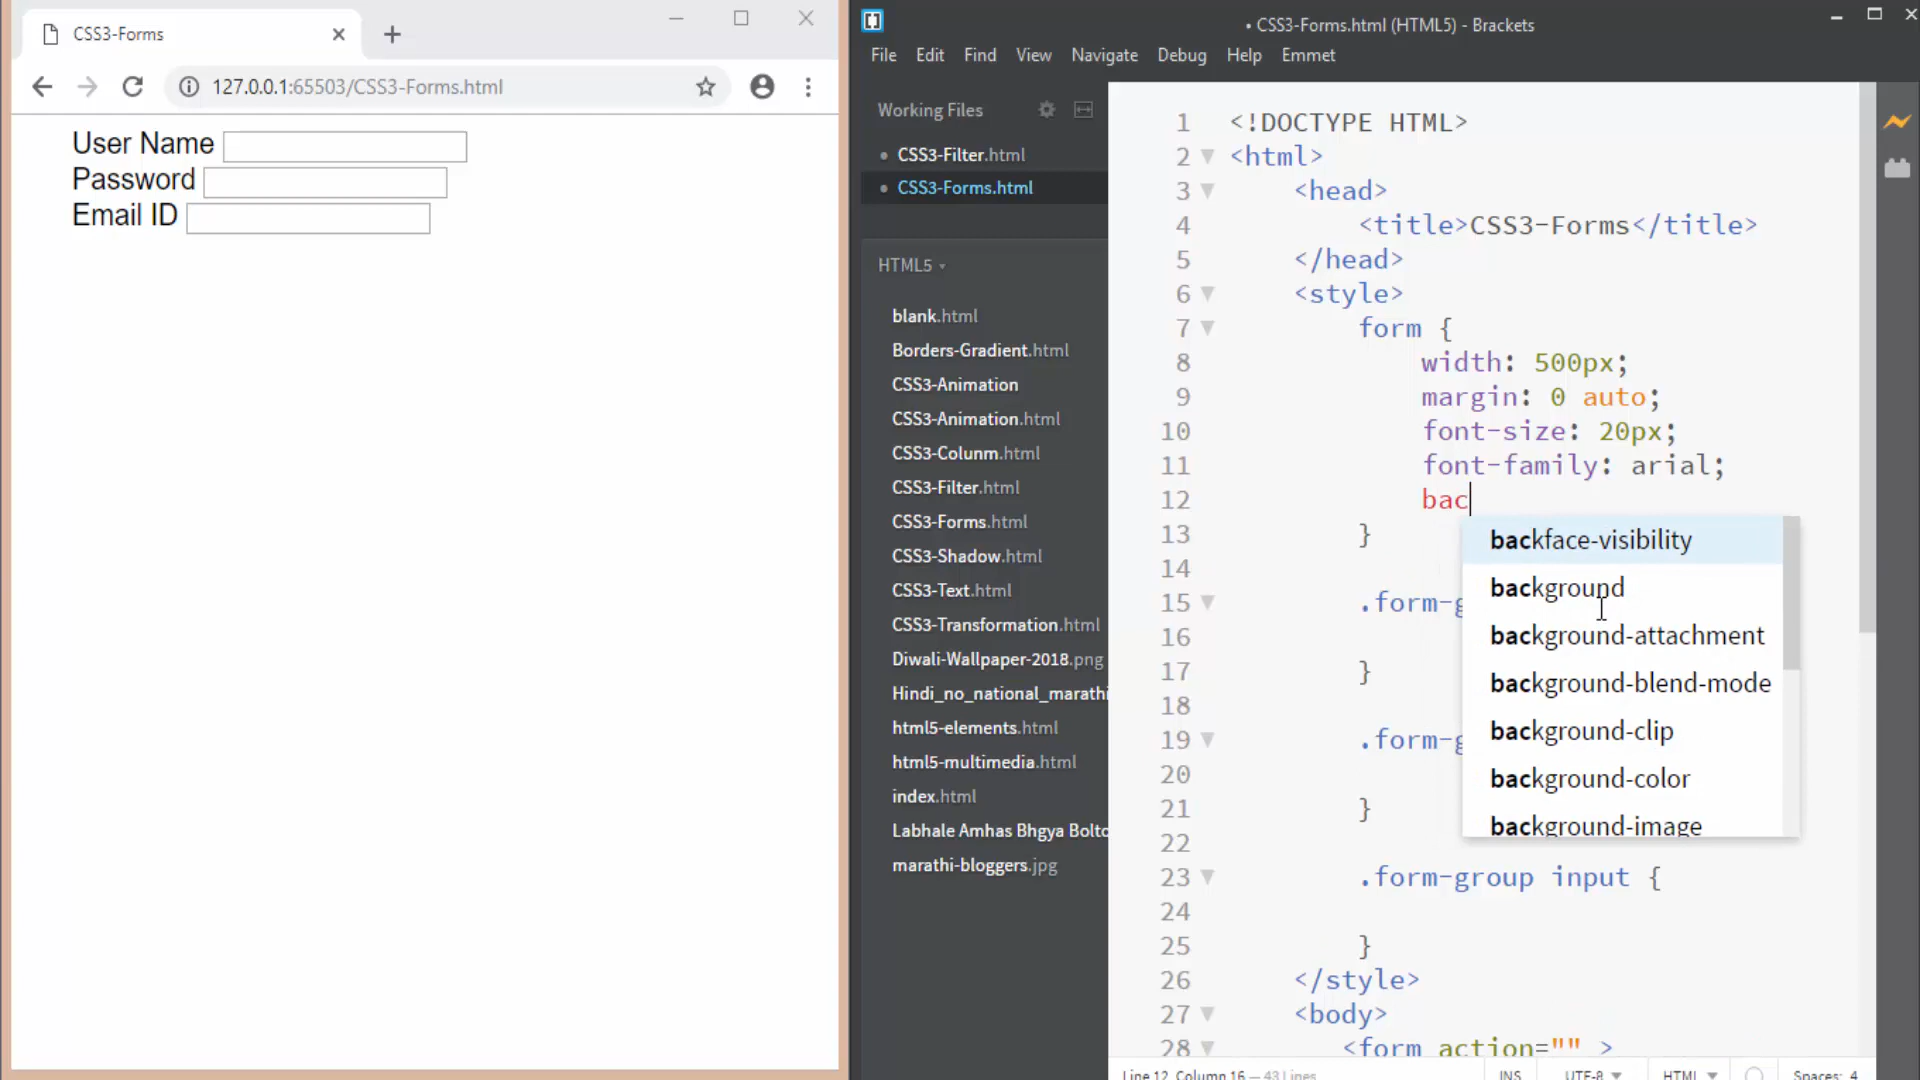 CSS3-Forms
127.0.0.1:65503/CSS3-Forms.html
User Name
Password
Email ID
• CSS3-Forms.html (HTML5) - Brackets
File Edit Find View Navigate Debug Help Emmet
Working Files
CSS3-Filter.html
CSS3-Forms.html
HTML5
blank.html
Borders-Gradient.html
CSS3-Animation
CSS3-Animation.html
CSS3-Colunm.html
CSS3-Filter.html
CSS3-Forms.html
CSS3-Shadow.html
CSS3-Text.html
CSS3-Transformation.html
Diwali-Wallpaper-2018.png
Hindi_no_national_marathi
html5-elements.html
html5-multimedia.html
index.html
Labhale Amhas Bhgya Bolto
marathi-bloggers.jpg
1 <!DOCTYPE HTML>
2 <html>
3 <head>
4 <title>CSS3-Forms</title>
5 </head>
6 <style>
7 form {
8 width: 500px;
9 margin: 0 auto;
10 font-size: 20px;
11 font-family: arial;
12 bac
13 }
14
15 .form-g
16
17 }
18
19 .form-g
20
21 }
22
23 .form-group input {
24
25 }
26 </style>
27 <body>
28 <form action="" >
backface-visibility
background
background-attachment
background-blend-mode
background-clip
background-color
background-image
Line 12, Column 16 — 43 Lines
INS UTF-8 HTML Spaces: 4